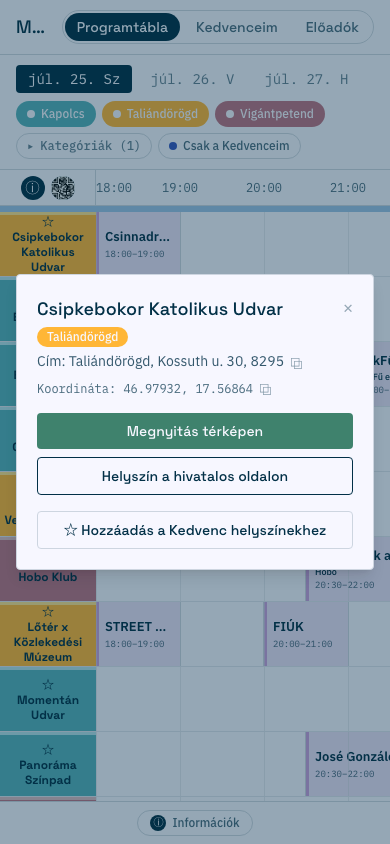 M...
Programtábla
Kedvenceim
Előadók
júl. 25. Sz
júl. 26. V
júl. 27. H
Kapolcs
Taliándörögd
Vigántpetend
▸ Kategóriák (1)
Csak a Kedvenceim
18:00
19:00
20:00
21:00
☆
Csipkebokor
Katolikus
Udvar
Csinnadr...
18:00–19:00
Csipkebokor Katolikus Udvar
×
Taliándörögd
Cím: Taliándörögd, Kossuth u. 30, 8295
Koordináta: 46.97932, 17.56864
Megnyitás térképen
Helyszín a hivatalos oldalon
☆ Hozzáadás a Kedvenc helyszínekhez
Hobo Klub
Hobo
20:30–22:00
☆
Lőtér x
Közlekedési
Múzeum
STREET ...
18:00–19:00
FIÚK
20:00–21:00
☆
Momentán
Udvar
☆
Panoráma
Színpad
José Gonzále
20:30–22:00
Információk